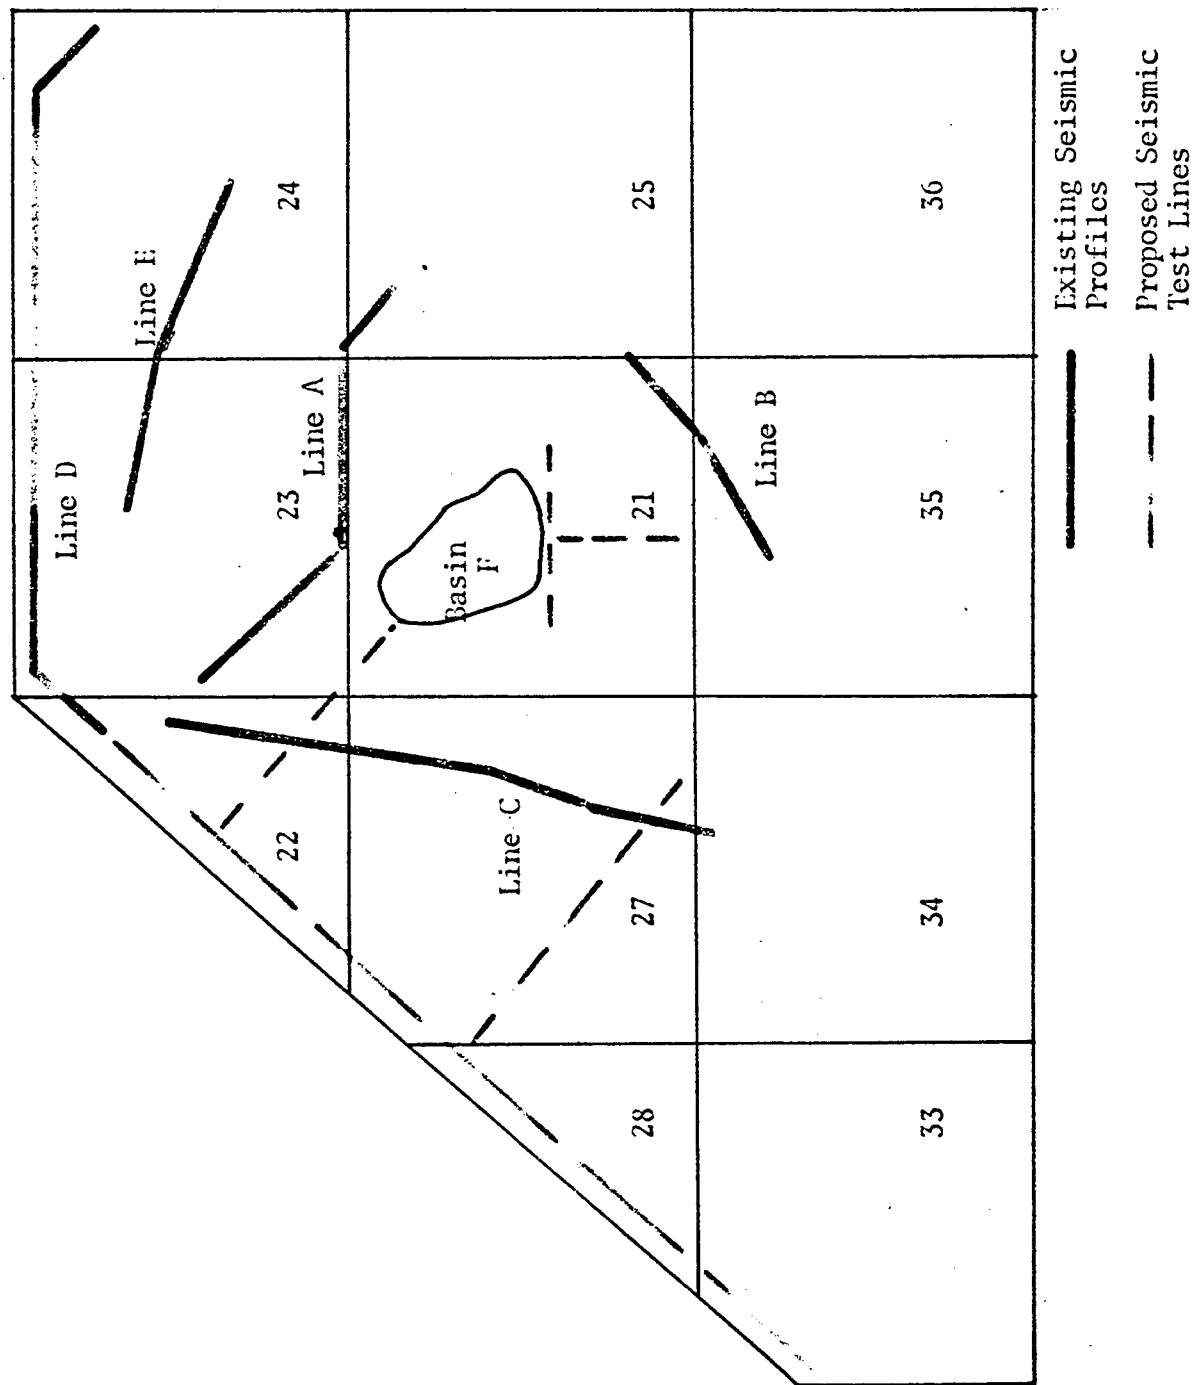 Line D
Line E
22
23
24
Line A
Basin
F
Line C
28
27
21
25
Line B
33
34
35
36
Existing Seismic
Profiles
Proposed Seismic
Test Lines